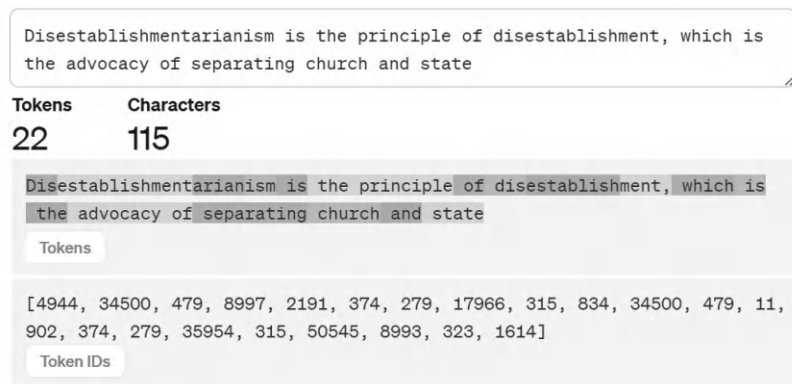 Disestablishmentarianism is the principle of disestablishment, which is
the advocacy of separating church and state
Tokens Characters
22 115
Disestablishmentarianism is the principle of disestablishment, which is
the advocacy of separating church and state
Tokens
[4944, 34500, 479, 8997, 2191, 374, 279, 17966, 315, 834, 34500, 479, 11,
902, 374, 279, 35954, 315, 50545, 8993, 323, 1614]
Token IDs